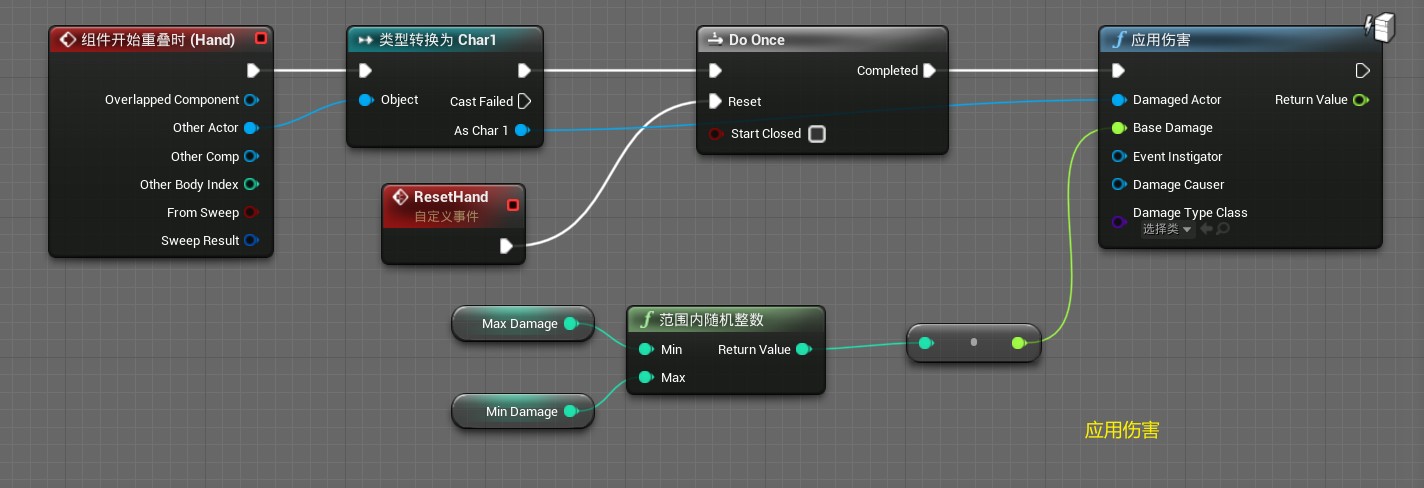 组件开始重叠时 (Hand)
Overlapped Component
Other Actor
Other Comp
Other Body Index
From Sweep
Sweep Result
类型转换为 Char1
Object
Cast Failed
As Char 1
ResetHand
自定义事件
Do Once
Completed
Reset
Start Closed
应用伤害
Damaged Actor
Return Value
Base Damage
Event Instigator
Damage Causer
Damage Type Class
选择类
Max Damage
Min Damage
范围内随机整数
Min
Return Value
Max
应用伤害